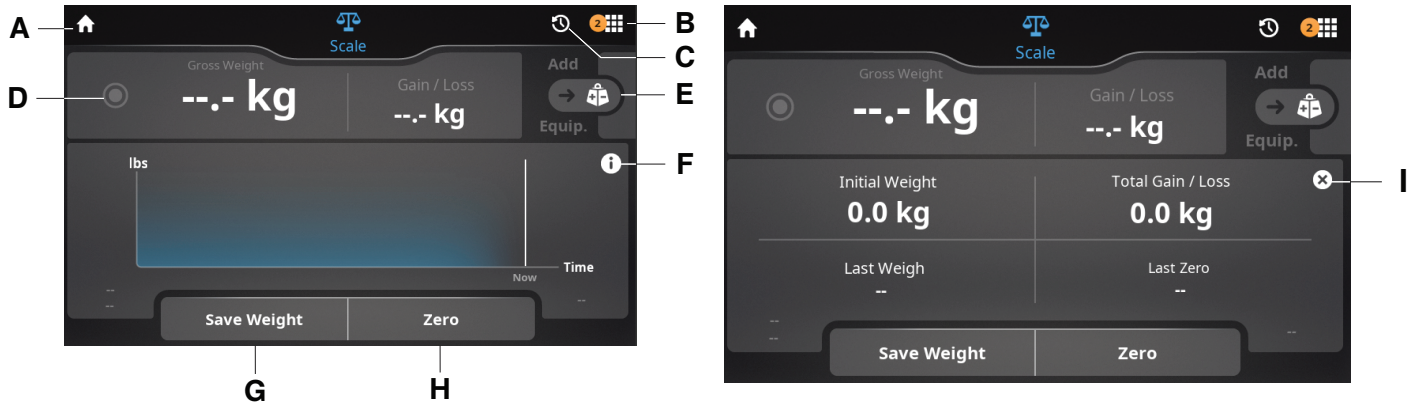 A
Scale
2
B
C
D
Gross Weight
--.- kg
Gain / Loss
--.- kg
Add
Equip.
E
lbs
F
Time
Now
--
--
--
Save Weight
Zero
G
H
Scale
2
Gross Weight
--.- kg
Gain / Loss
--.- kg
Add
Equip.
Initial Weight
0.0 kg
Total Gain / Loss
0.0 kg
I
Last Weigh
--
Last Zero
--
--
--
--
Save Weight
Zero